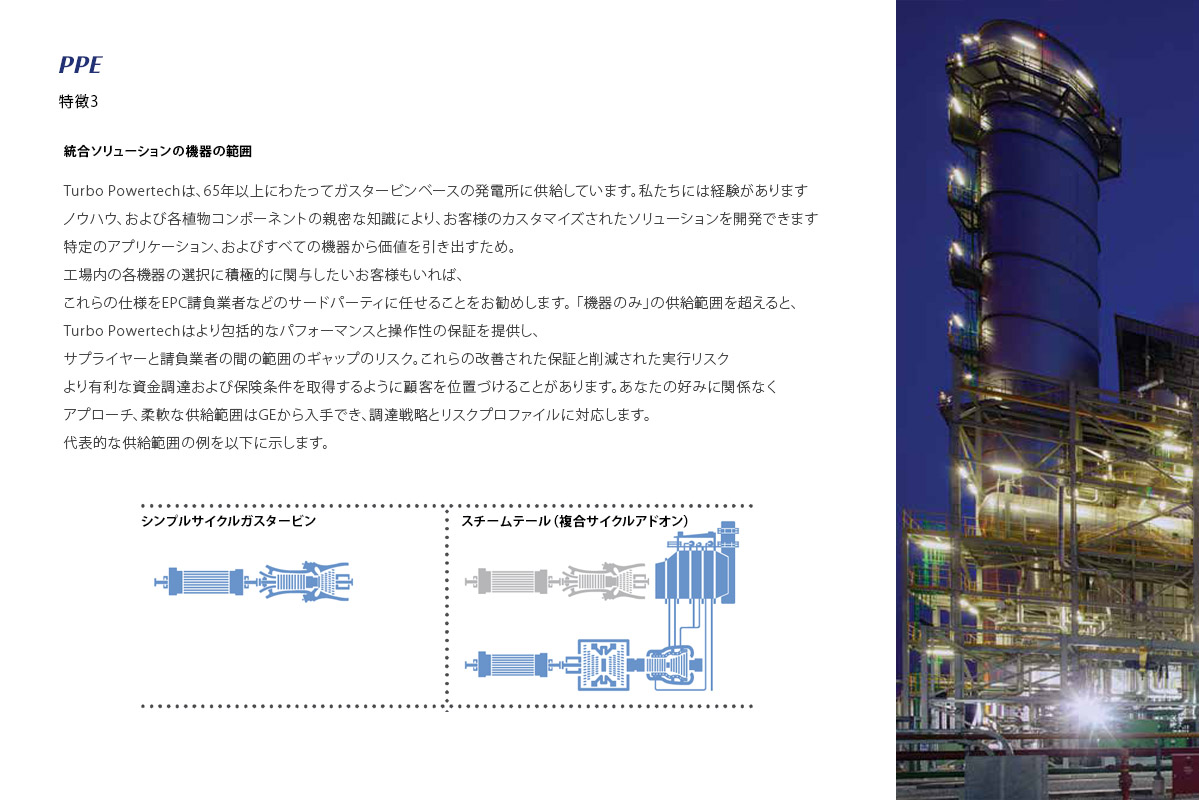 PPE
特徴3
統合ソリューションの機器の範囲
Turbo Powertechは、65年以上にわたってガスタービンベースの発電所に供給しています。私たちには経験があります
ノウハウ、および各植物コンポーネントの親密な知識により、お客様のカスタマイズされたソリューションを開発できます
特定のアプリケーション、およびすべての機器から価値を引き出すため。
工場内の各機器の選択に積極的に関与したいお客様もいれば、
これらの仕様をEPC請負業者などのサードパーティに任せることをお勧めします。「機器のみ」の供給範囲を超えると、
Turbo Powertechはより包括的なパフォーマンスと操作性の保証を提供し、
サプライヤーと請負業者の間の範囲のギャップのリスク。これらの改善された保証と削減された実行リスク
より有利な資金調達および保険条件を取得するように顧客を位置づけることがあります。あなたの好みに関係なく
アプローチ、柔軟な供給範囲はGEから入手でき、調達戦略とリスクプロファイルに対応します。
代表的な供給範囲の例を以下に示します。
シンプルサイクルガスタービン
スチームテール（複合サイクルアドオン）